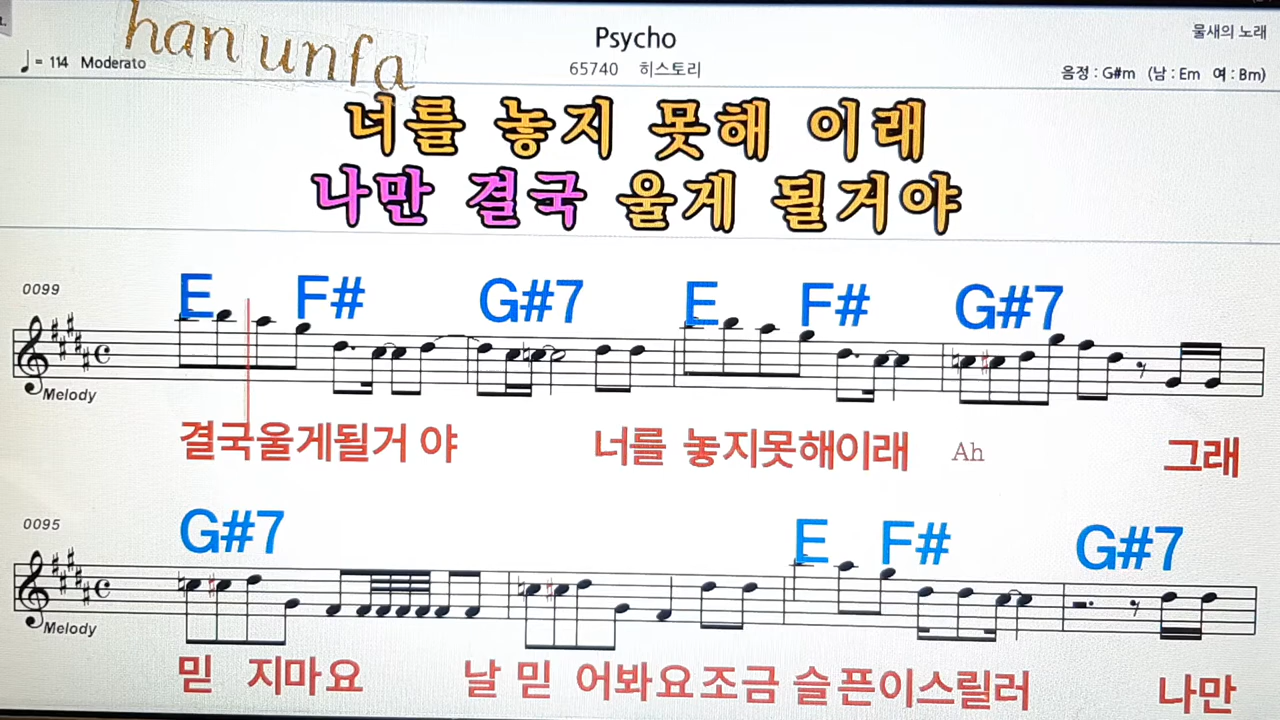 han unfa
Psycho
물새의 노래
♩= 114 Moderato
65740 히스토리
음정 : G#m (남 : Em 여 : Bm)
너를 놓지 못해 이래
나만 결국 울게 될거야
0099
E F# G#7 E F# G#7
Melody
결국울게될거 야 너를 놓지못해이래 Ah 그래
0095
G#7 E F# G#7
Melody
믿 지마요 날 믿 어봐요조금 슬픈이스릴러 나만